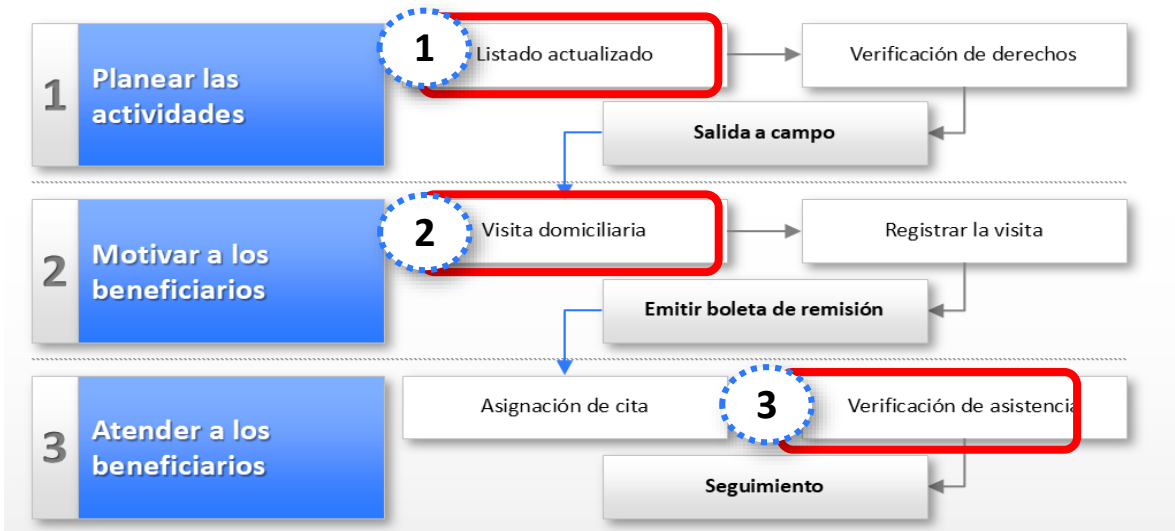 1
Planear las
actividades
1
Listado actualizado
Verificación de derechos
Salida a campo
2
Motivar a los
beneficiarios
2
Visita domiciliaria
Registrar la visita
Emitir boleta de remisión
3
Atender a los
beneficiarios
Asignación de cita
3
Verificación de asistencia
Seguimiento